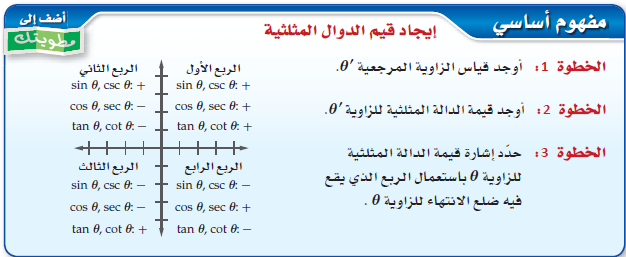 مفهوم أساسي
إيجاد قيم الدوال المثلثية
أضف إلى
مطويتك
الخطوة 1: أوجد قياس الزاوية المرجعية θ′.
الخطوة 2: أوجد قيمة الدالة المثلثية للزاوية θ′.
الخطوة 3: حدّد إشارة قيمة الدالة المثلثية
للزاوية θ باستعمال الربع الذي يقع
فيه ضلع الانتهاء للزاوية θ .
الربع الأول
sin θ, csc θ: +
cos θ, sec θ: +
tan θ, cot θ: +
الربع الثاني
sin θ, csc θ: +
cos θ, sec θ: −
tan θ, cot θ: −
الربع الثالث
sin θ, csc θ: −
cos θ, sec θ: −
tan θ, cot θ: +
الربع الرابع
sin θ, csc θ: −
cos θ, sec θ: +
tan θ, cot θ: −